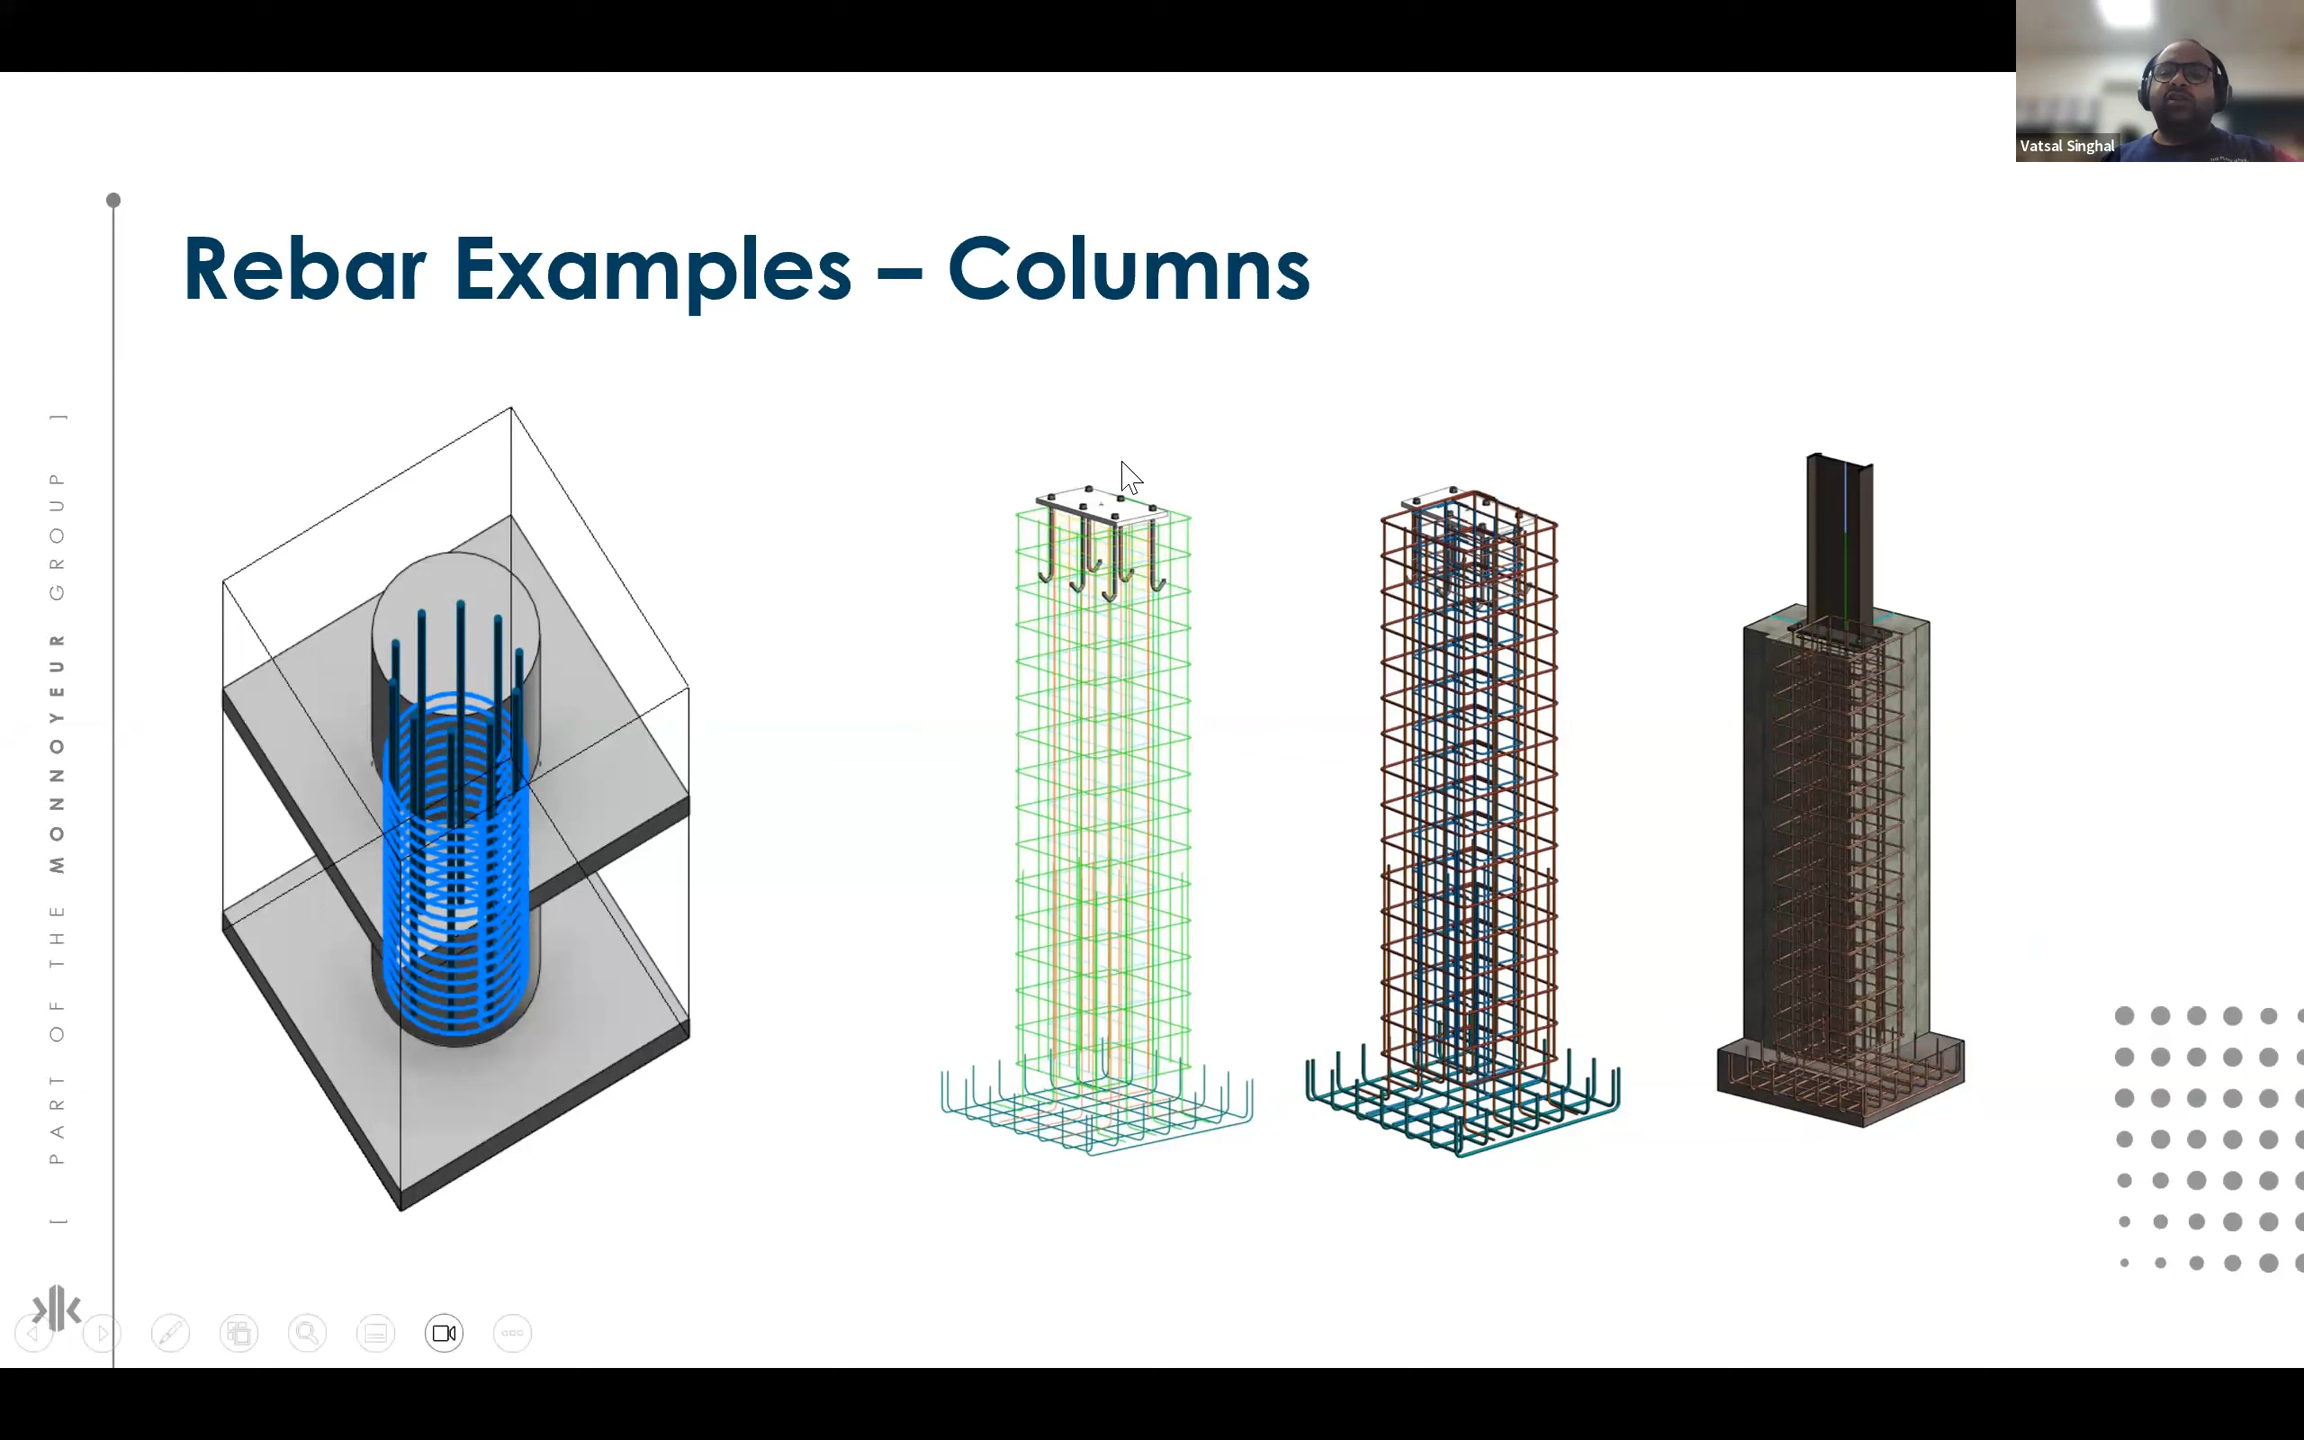 Vatsal Singhal
Rebar Examples – Columns
[ PART OF THE MONNOYEUR GROUP ]